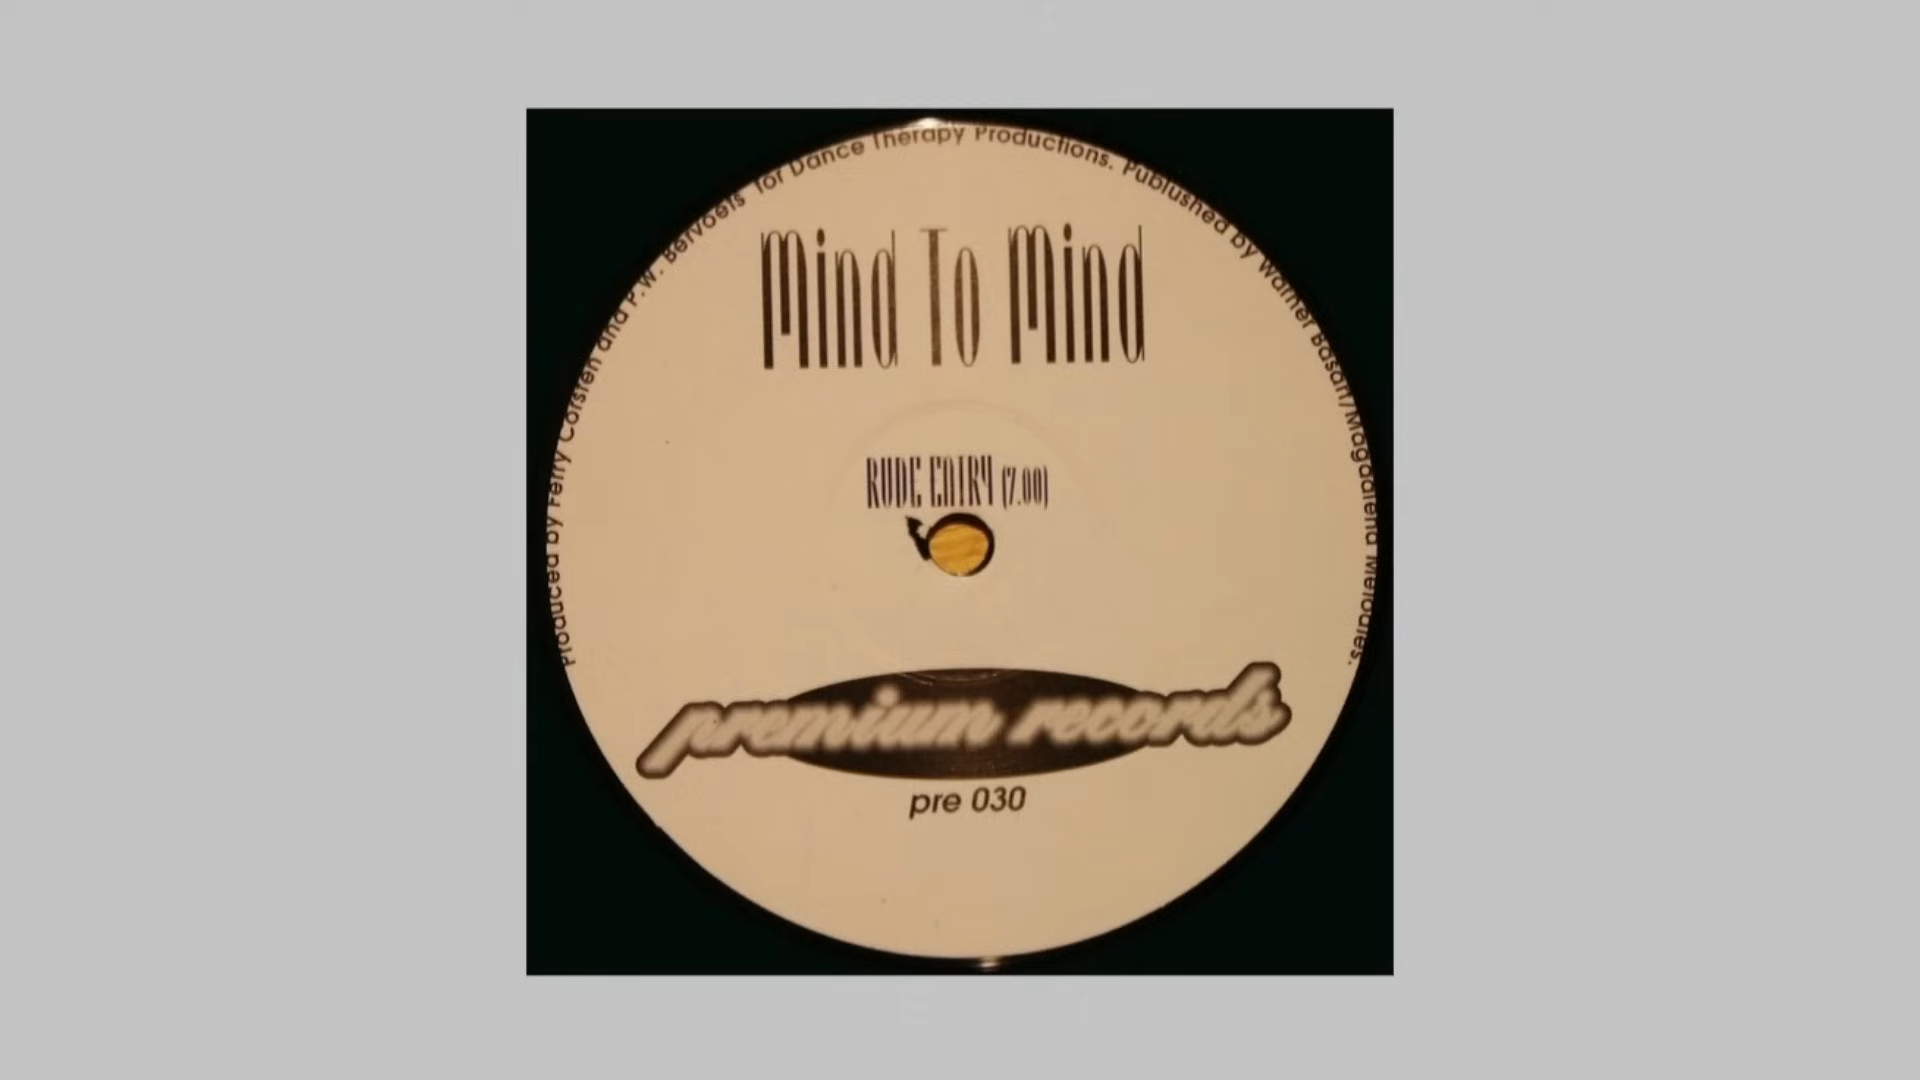 Produced by Ferry Corsten and P.W. Bervoets for Dance Therapy Productions. Publushed by Warner Basart/Magdalena Melodies.
Mind To Mind
RUDE ENTRY (7.00)
premium records
pre 030